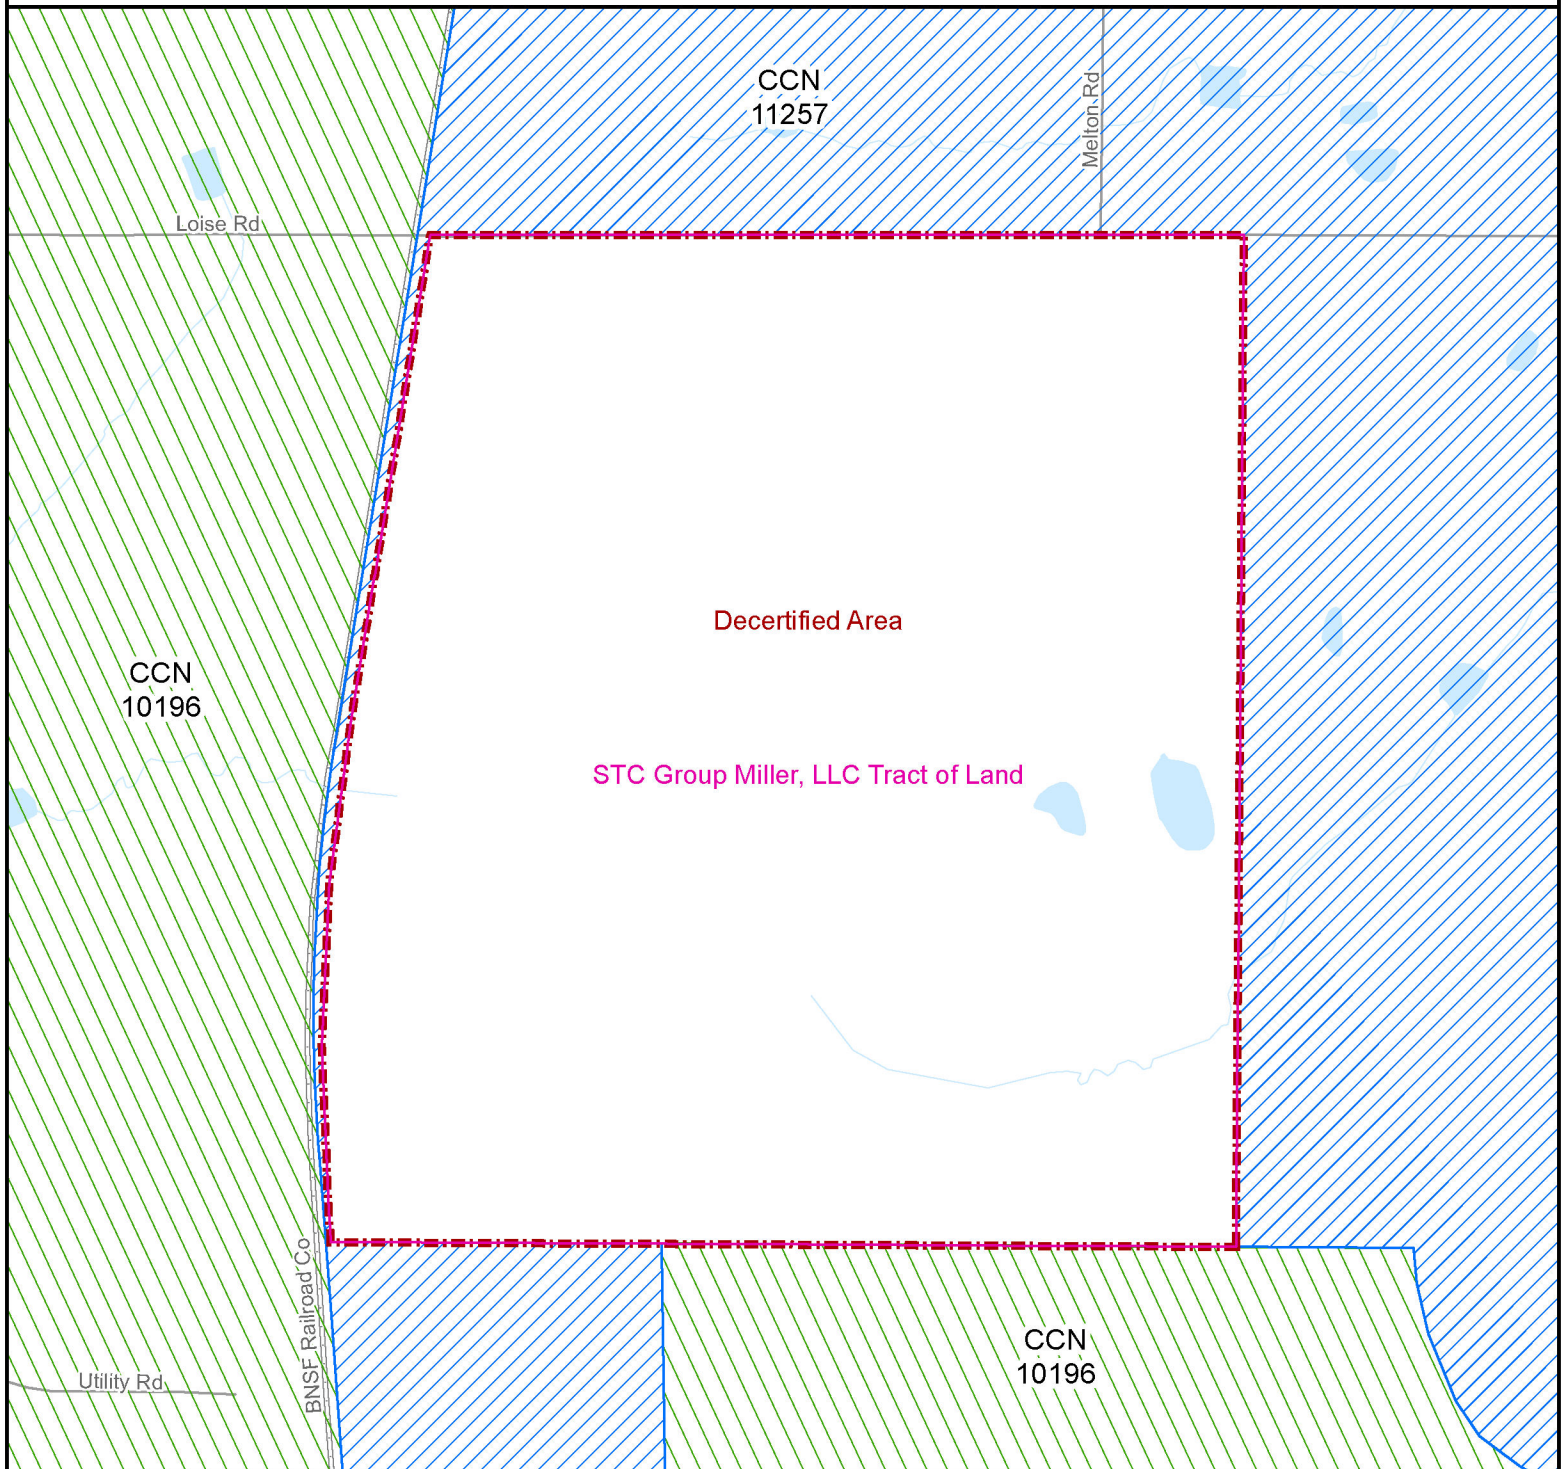 CCN
11257
Melton Rd
Loise Rd
Decertified Area
CCN
10196
STC Group Miller, LLC Tract of Land
BNSF Railroad Co
CCN
10196
Utility Rd